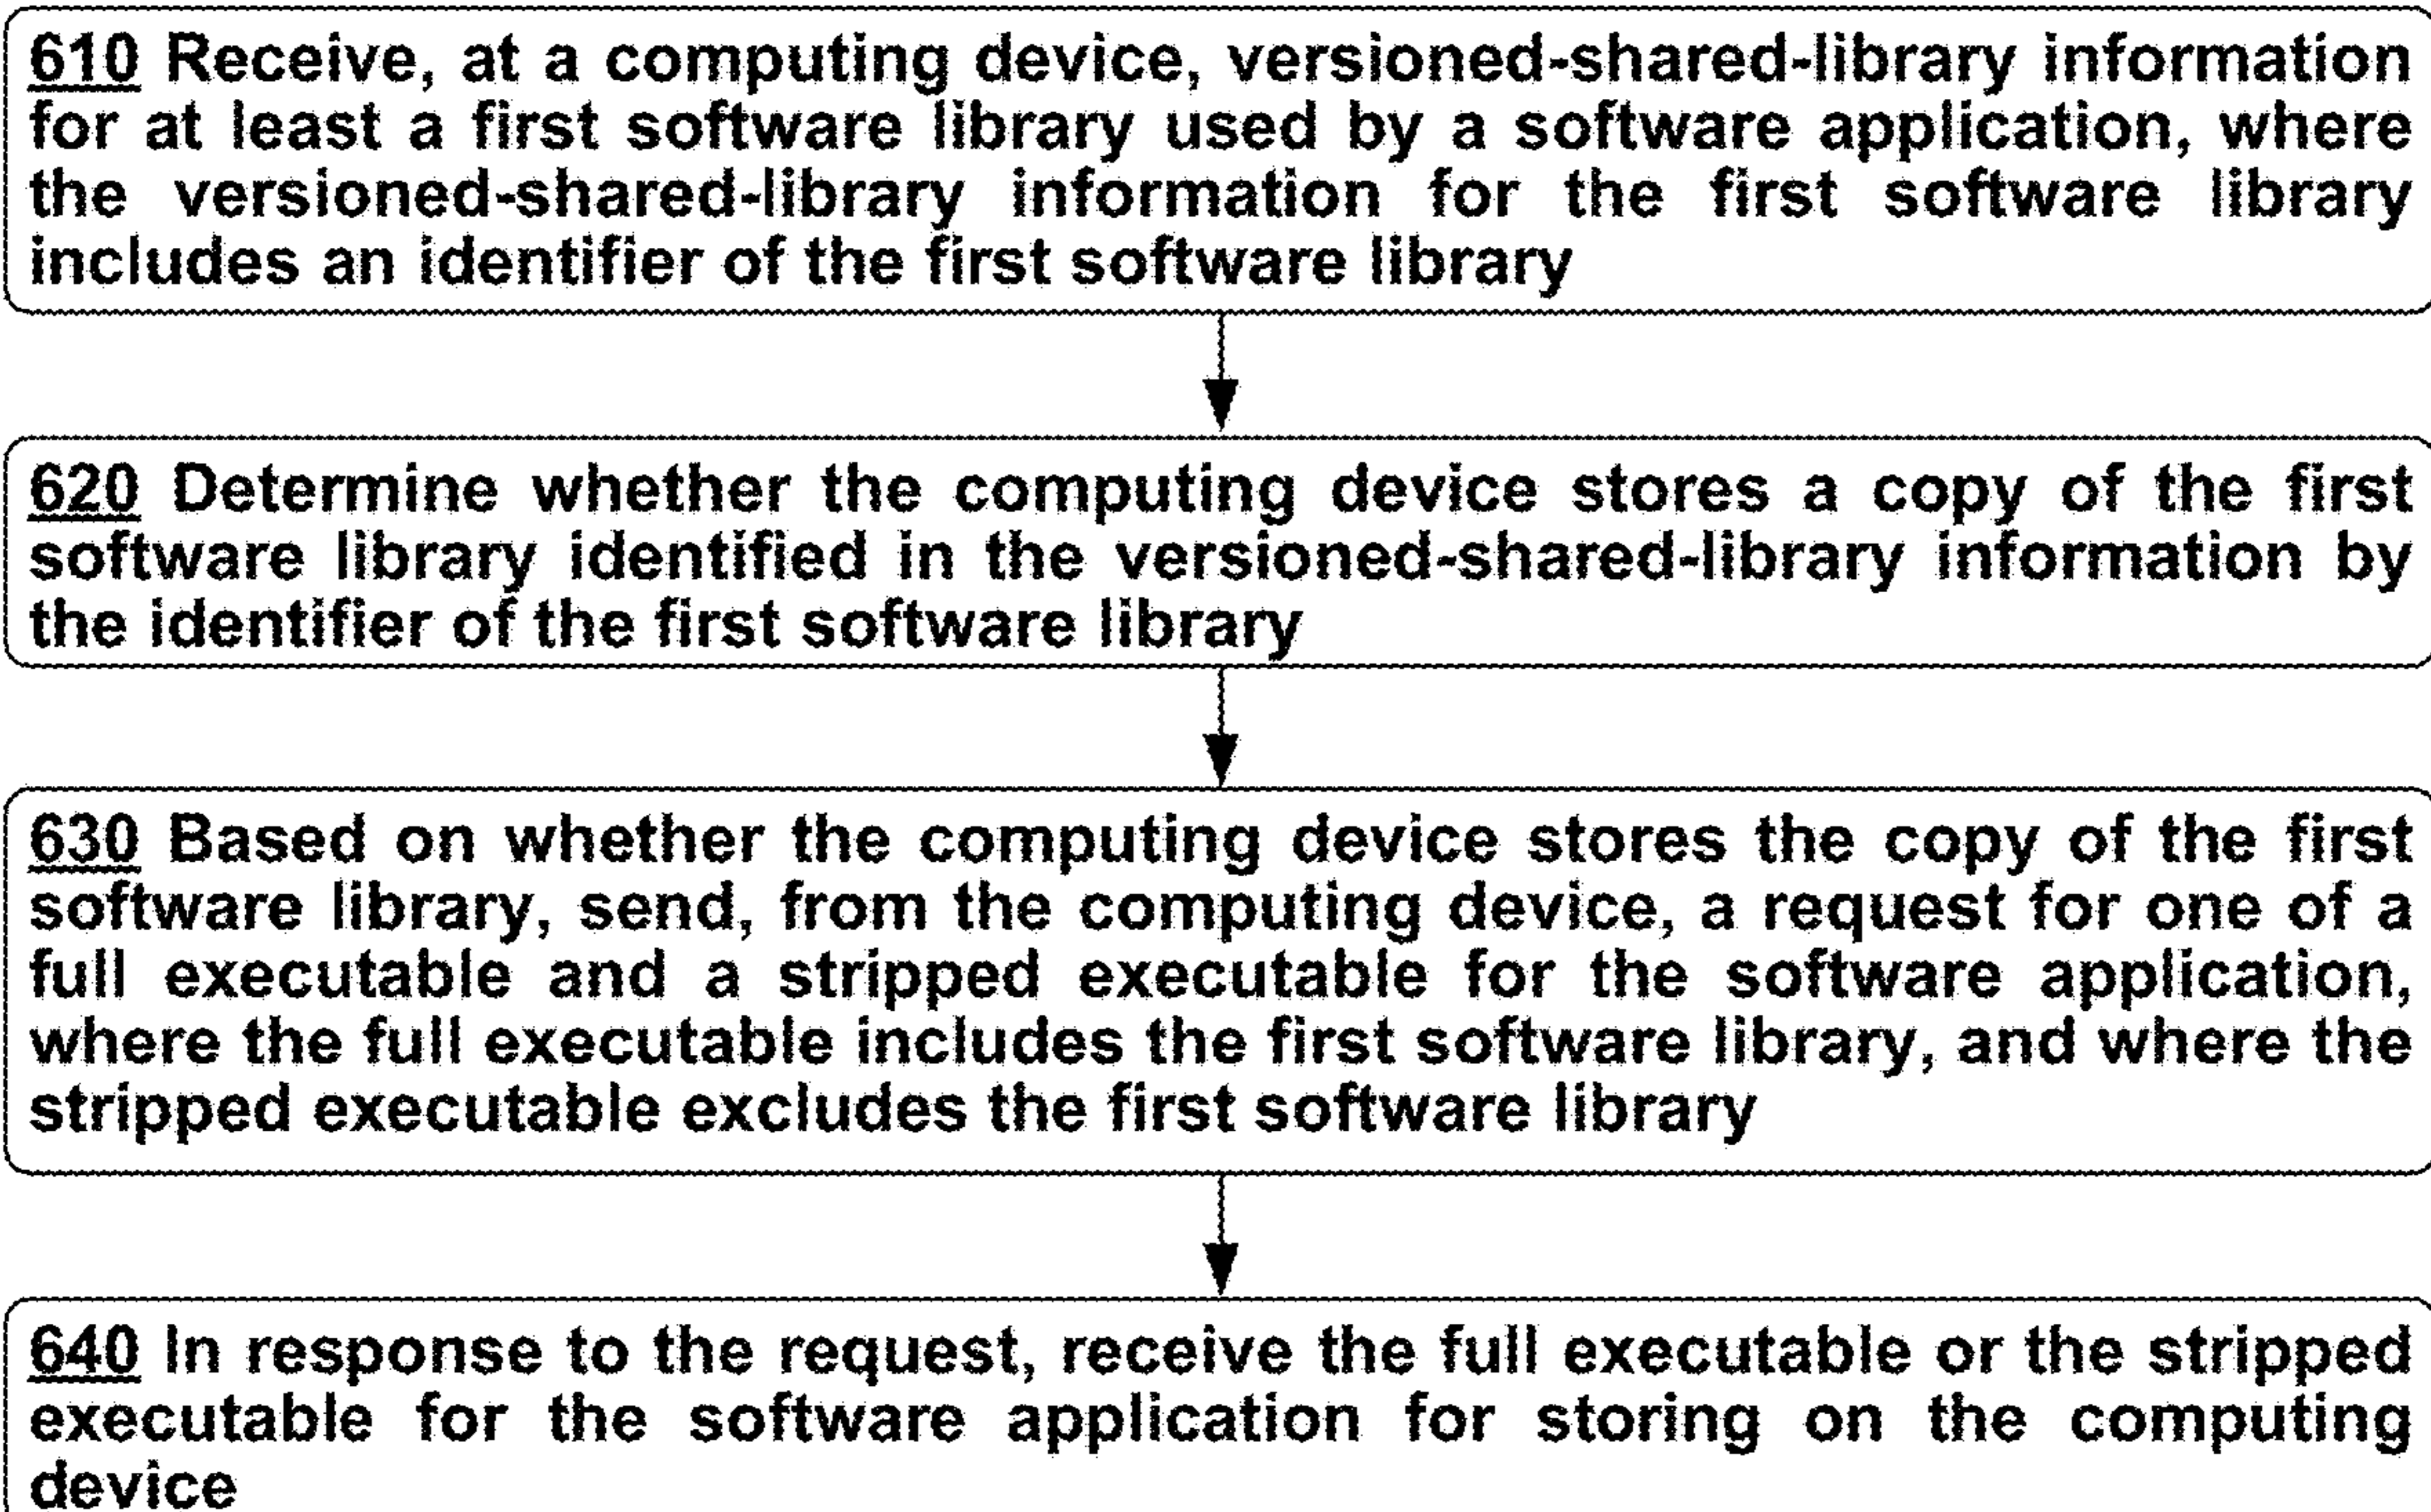 610 Receive, at a computing device, versioned-shared-library information
for at least a first software library used by a software application, where
the versioned-shared-library information for the first software library
includes an identifier of the first software library
620 Determine whether the computing device stores a copy of the first
software library identified in the versioned-shared-library information by
the identifier of the first software library
630 Based on whether the computing device stores the copy of the first
software library, send, from the computing device, a request for one of a
full executable and a stripped executable for the software application,
where the full executable includes the first software library, and where the
stripped executable excludes the first software library
640 In response to the request, receive the full executable or the stripped
executable for the software application for storing on the computing
device